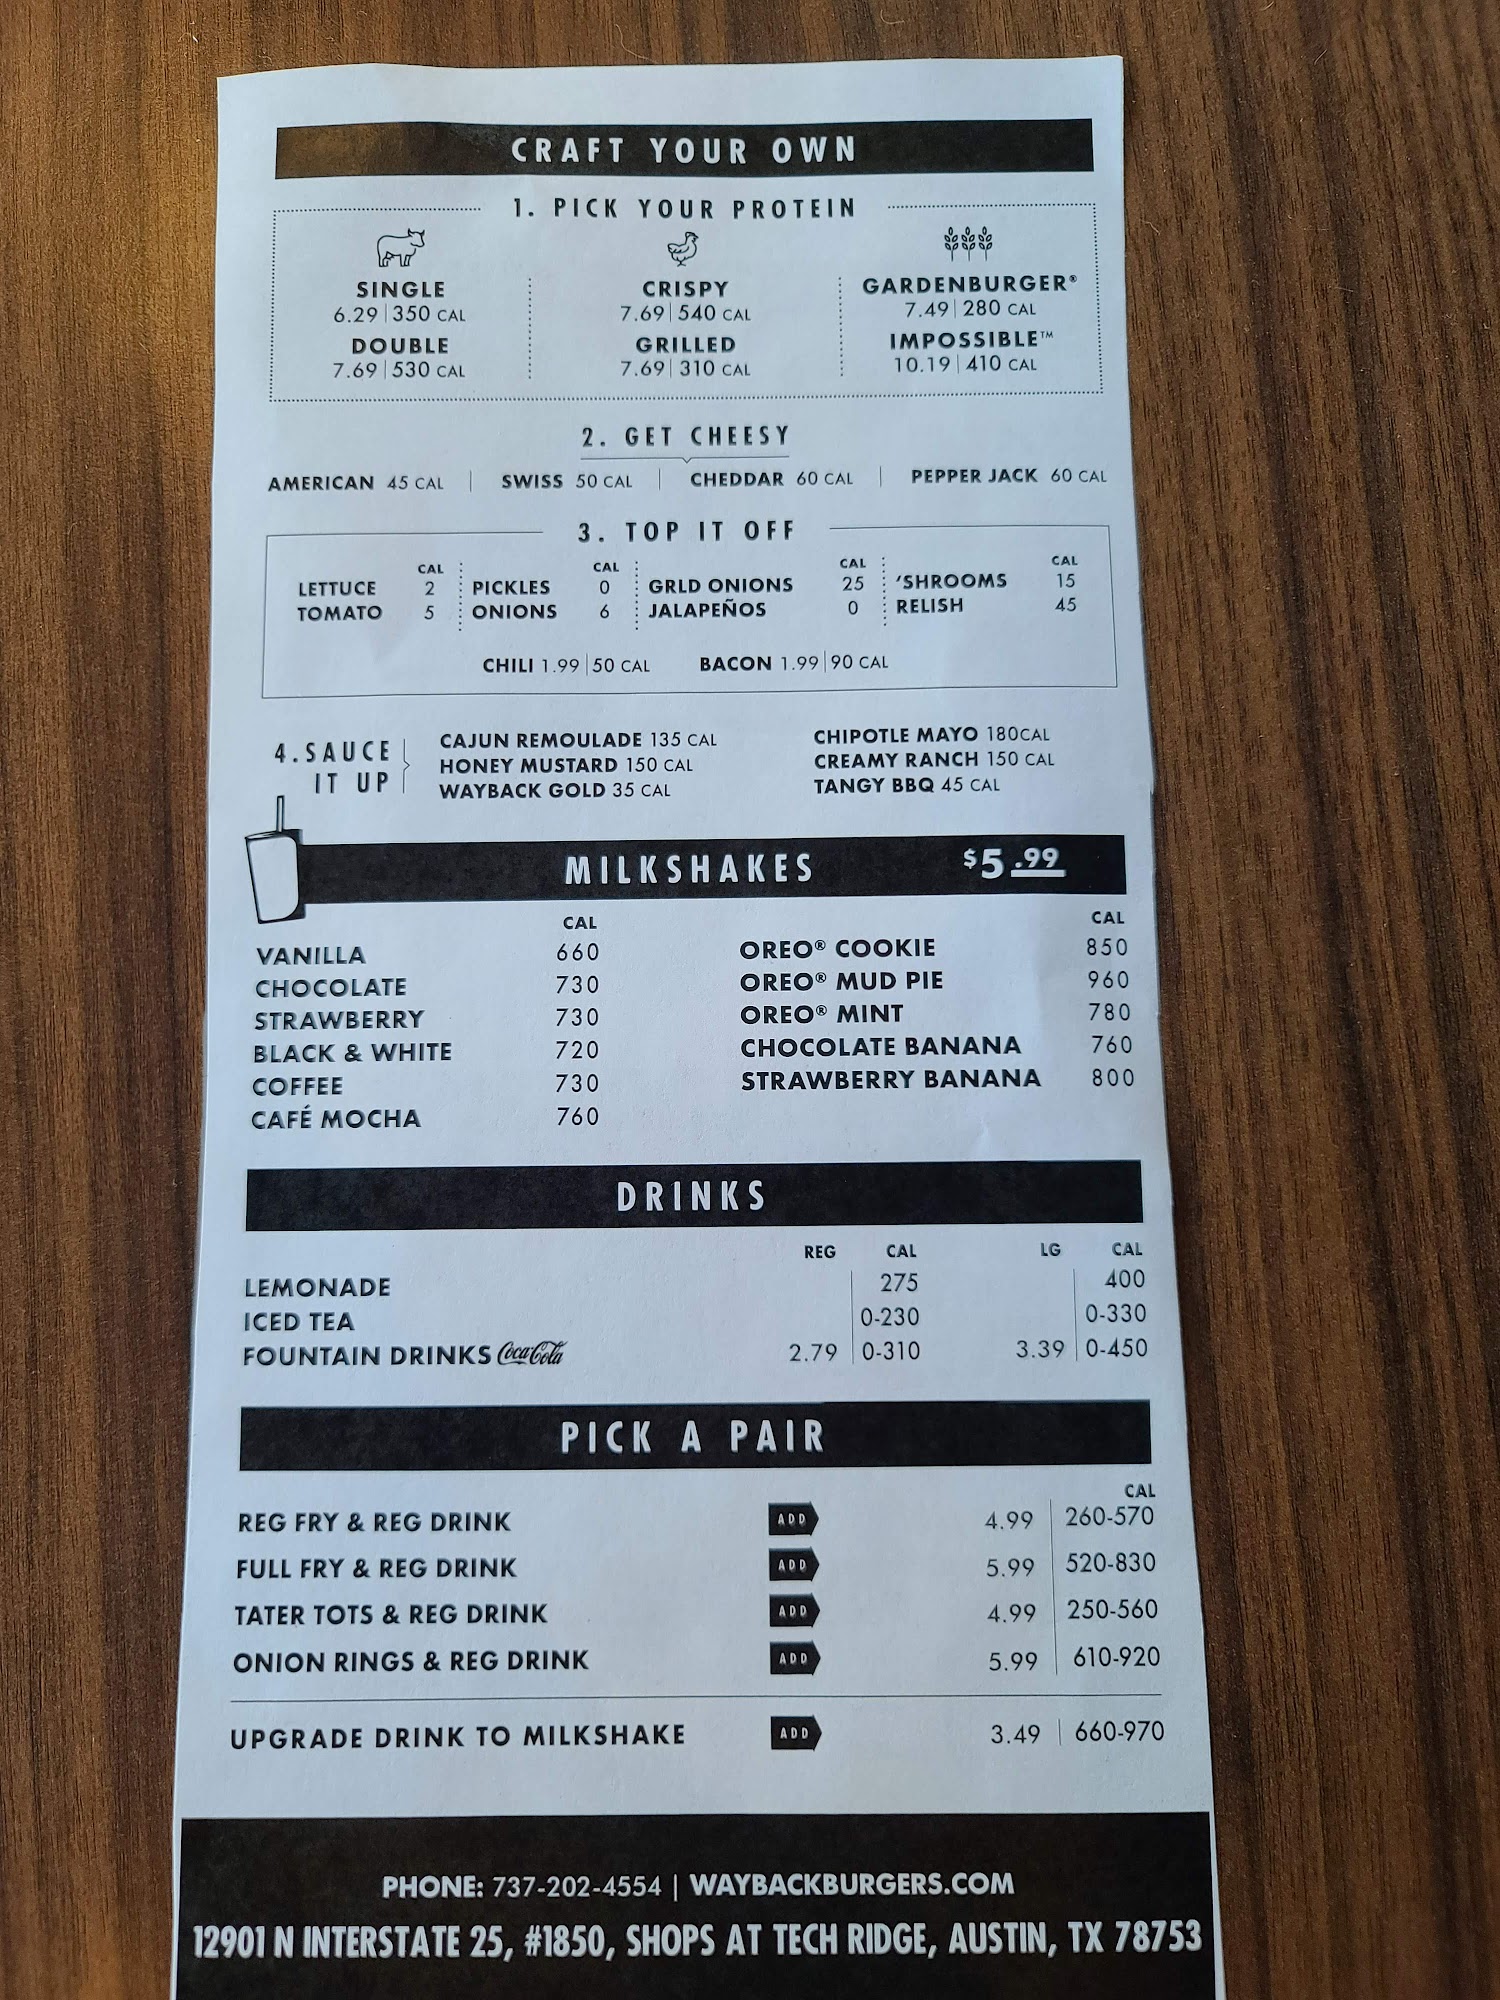 CRAFT YOUR OWN
1. PICK YOUR PROTEIN
SINGLE
6.29 | 350 CAL
DOUBLE
7.69 | 530 CAL
CRISPY
7.69 | 540 CAL
GRILLED
7.69 | 310 CAL
GARDENBURGER®
7.49 | 280 CAL
IMPOSSIBLE™
10.19 | 410 CAL
2. GET CHEESY
AMERICAN 45 CAL | SWISS 50 CAL | CHEDDAR 60 CAL | PEPPER JACK 60 CAL
3. TOP IT OFF
CAL CAL CAL CAL
LETTUCE 2 PICKLES 0 GRLD ONIONS 25 'SHROOMS 15
TOMATO 5 ONIONS 6 JALAPEÑOS 0 RELISH 45
CHILI 1.99 | 50 CAL BACON 1.99 | 90 CAL
4. SAUCE
IT UP
CAJUN REMOULADE 135 CAL
HONEY MUSTARD 150 CAL
WAYBACK GOLD 35 CAL
CHIPOTLE MAYO 180CAL
CREAMY RANCH 150 CAL
TANGY BBQ 45 CAL
MILKSHAKES $5.99
CAL
VANILLA 660
CHOCOLATE 730
STRAWBERRY 730
BLACK & WHITE 720
COFFEE 730
CAFÉ MOCHA 760
CAL
OREO® COOKIE 850
OREO® MUD PIE 960
OREO® MINT 780
CHOCOLATE BANANA 760
STRAWBERRY BANANA 800
DRINKS
REG CAL LG CAL
LEMONADE 275 400
ICED TEA 0-230 0-330
FOUNTAIN DRINKS Coca-Cola 2.79 | 0-310 3.39 | 0-450
PICK A PAIR
CAL
REG FRY & REG DRINK ADD 4.99 260-570
FULL FRY & REG DRINK ADD 5.99 520-830
TATER TOTS & REG DRINK ADD 4.99 250-560
ONION RINGS & REG DRINK ADD 5.99 610-920
UPGRADE DRINK TO MILKSHAKE ADD 3.49 | 660-970
PHONE: 737-202-4554 | WAYBACKBURGERS.COM
12901 N INTERSTATE 25, #1850, SHOPS AT TECH RIDGE, AUSTIN, TX 78753